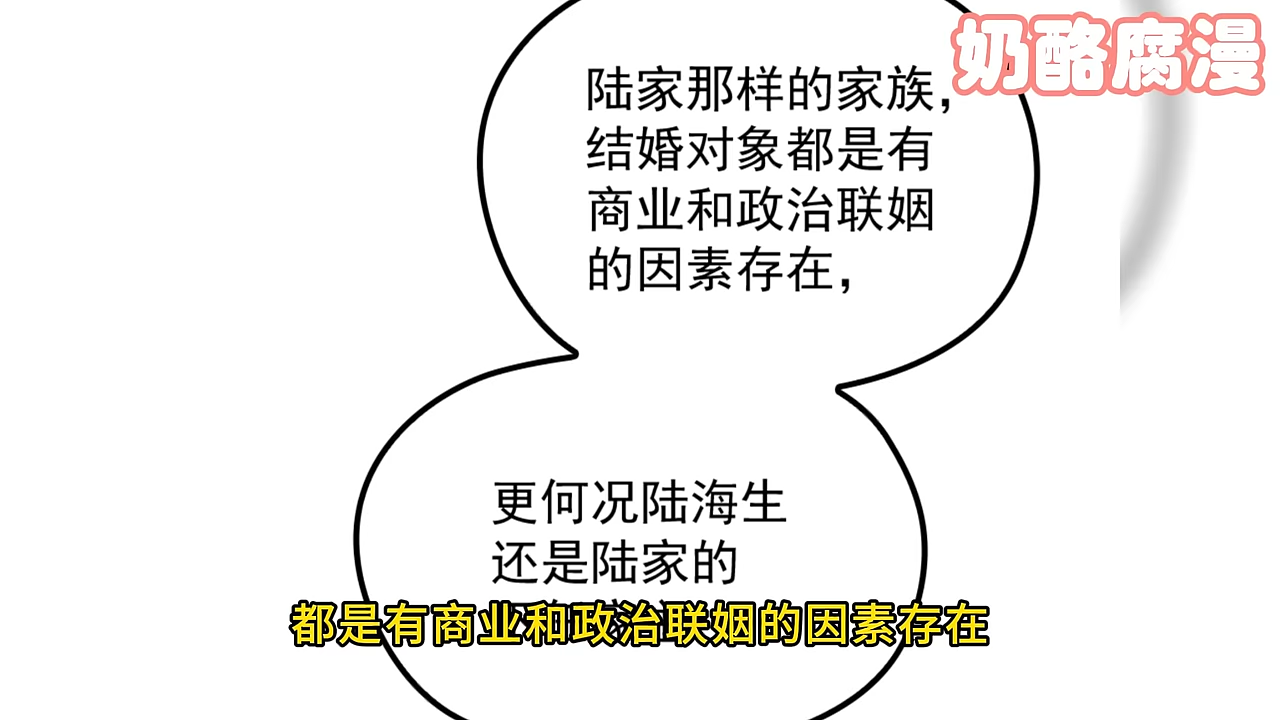 奶酪腐漫
陆家那样的家族，
结婚对象都是有
商业和政治联姻
的因素存在，
更何况陆海生
还是陆家的
都是有商业和政治联姻的因素存在